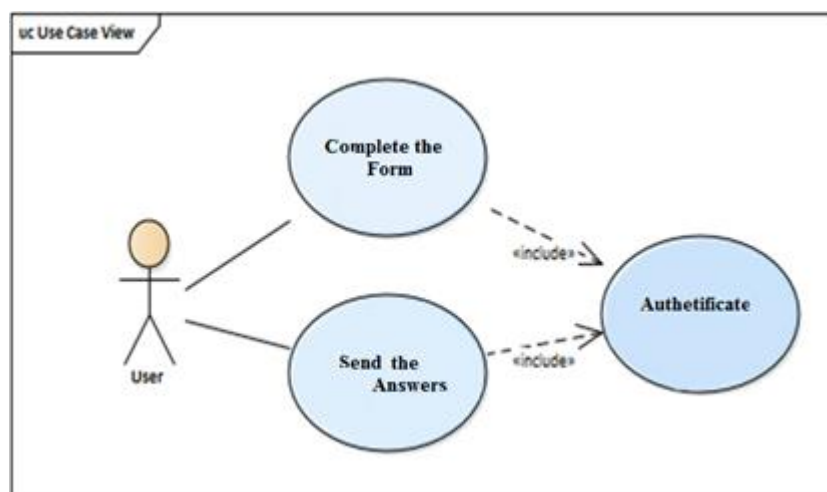 uc Use Case View
Complete the
Form
«include»
Authetificate
Send the
Answers
«include»
User